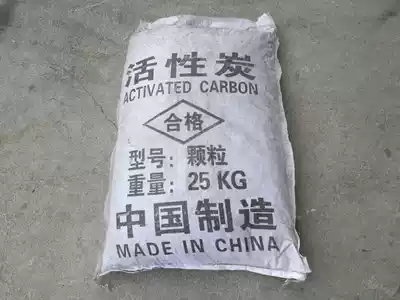 活性炭
ACTIVATED CARBON
合格
型号：颗粒
重量：25 KG
中国制造
MADE IN CHINA